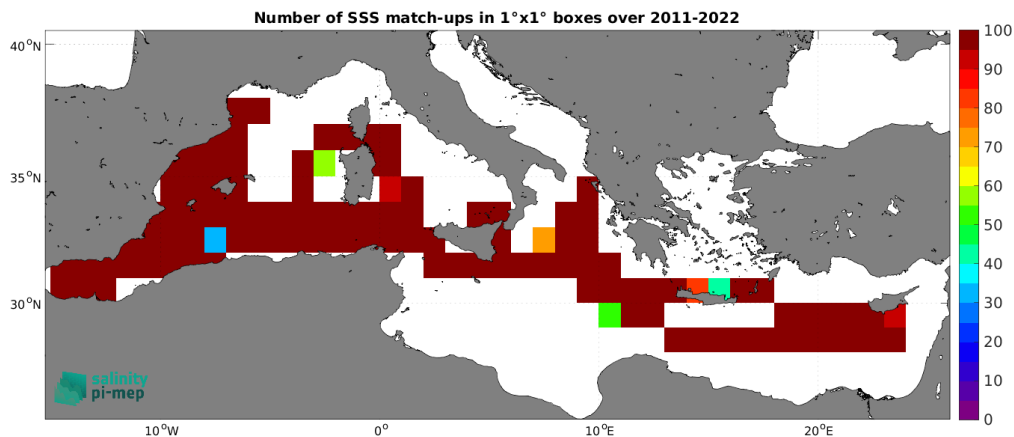 Number of SSS match-ups in 1°x1° boxes over 2011-2022
40°N
35°N
30°N
10°W
0°
10°E
20°E
100
90
80
70
60
50
40
30
20
10
0
salinity
pi-mep